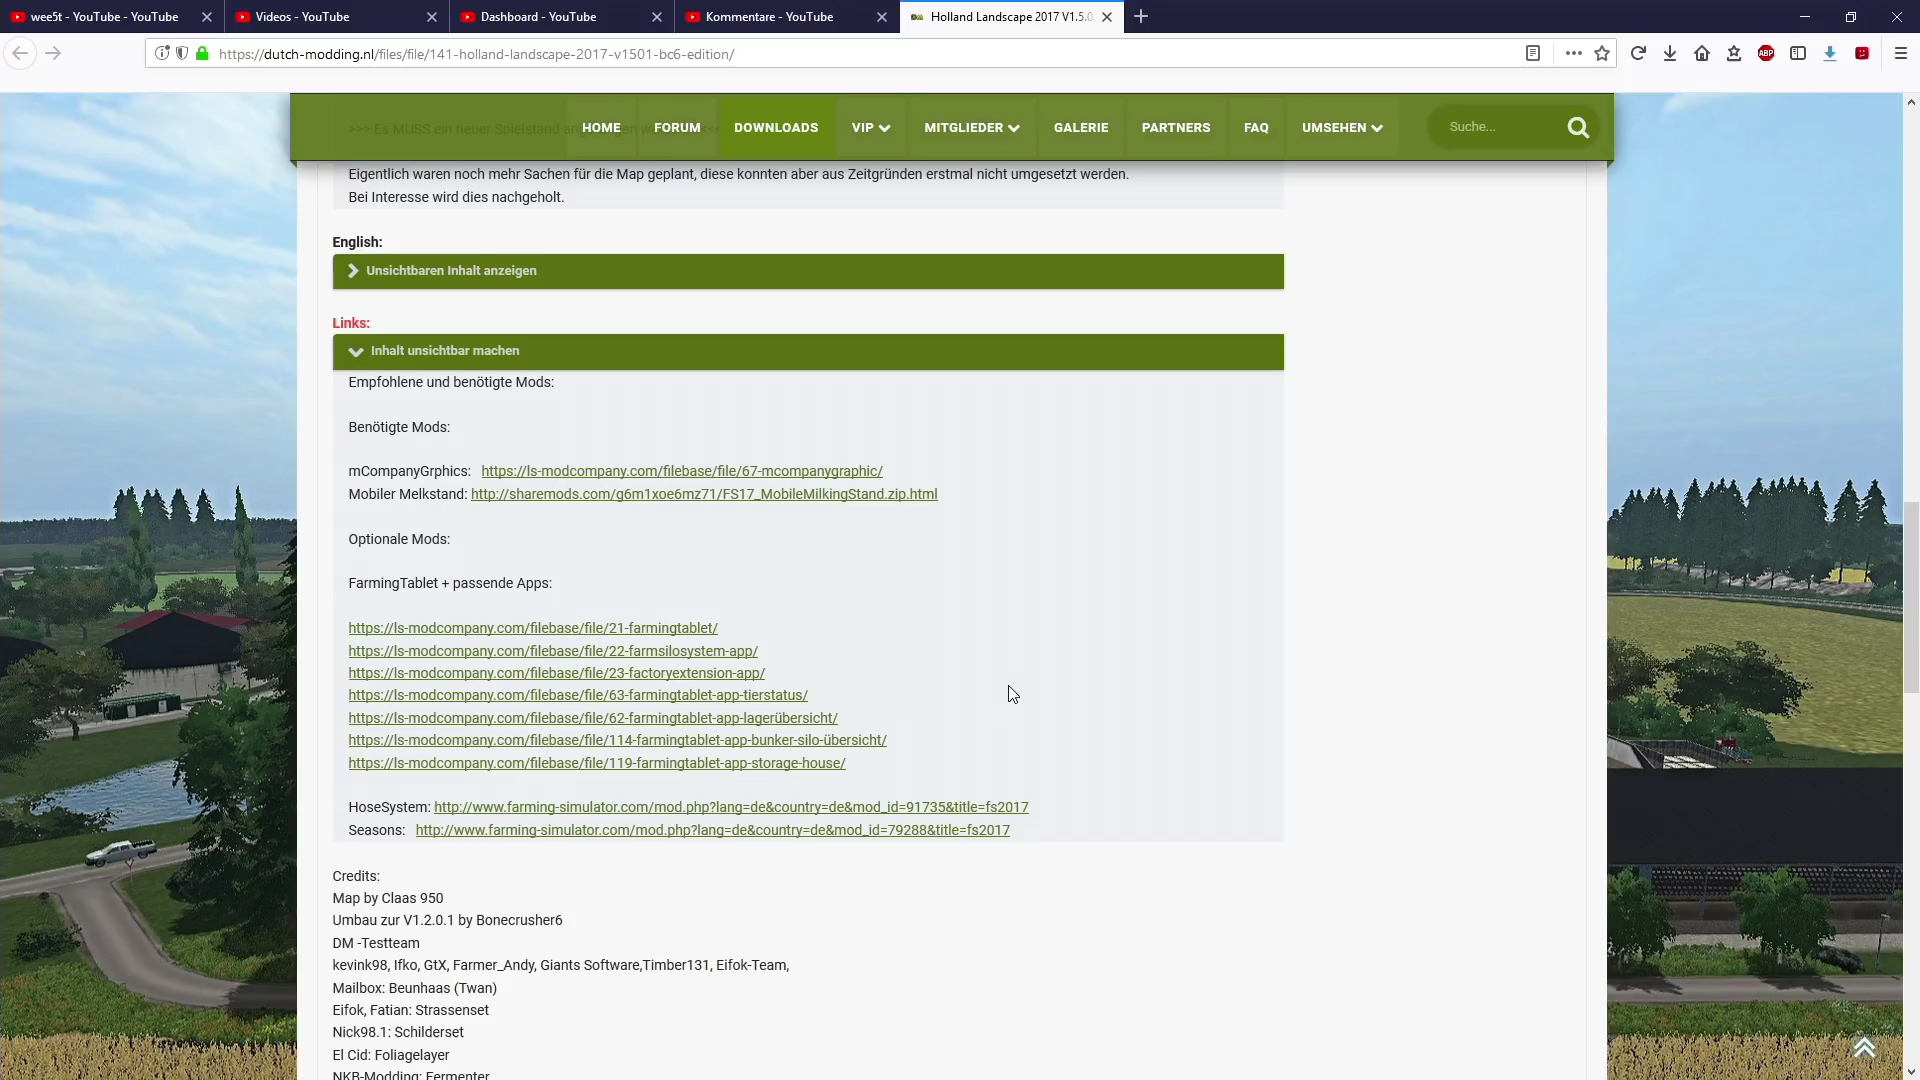 wee5t - YouTube - YouTube
Videos - YouTube
Dashboard - YouTube
Kommentare - YouTube
Holland Landscape 2017 V1.5.0.
https://dutch-modding.nl/files/file/141-holland-landscape-2017-v1501-bc6-edition/
ABP
>>> Es MUSS ein neuer Spielstand
HOME
FORUM
DOWNLOADS
VIP
MITGLIEDER
GALERIE
PARTNERS
FAQ
UMSEHEN
Suche...
Eigentlich waren noch mehr Sachen für die Map geplant, diese konnten aber aus Zeitgründen erstmal nicht umgesetzt werden.
Bei Interesse wird dies nachgeholt.
English:
Unsichtbaren Inhalt anzeigen
Links:
Inhalt unsichtbar machen
Empfohlene und benötigte Mods:
Benötigte Mods:
mCompanyGrphics: https://ls-modcompany.com/filebase/file/67-mcompanygraphic/
Mobiler Melkstand: http://sharemods.com/g6m1xoe6mz71/FS17_MobileMilkingStand.zip.html
Optionale Mods:
FarmingTablet + passende Apps:
https://ls-modcompany.com/filebase/file/21-farmingtablet/
https://ls-modcompany.com/filebase/file/22-farmsilosystem-app/
https://ls-modcompany.com/filebase/file/23-factoryextension-app/
https://ls-modcompany.com/filebase/file/63-farmingtablet-app-tierstatus/
https://ls-modcompany.com/filebase/file/62-farmingtablet-app-lagerübersicht/
https://ls-modcompany.com/filebase/file/114-farmingtablet-app-bunker-silo-übersicht/
https://ls-modcompany.com/filebase/file/119-farmingtablet-app-storage-house/
HoseSystem: http://www.farming-simulator.com/mod.php?lang=de&country=de&mod_id=91735&title=fs2017
Seasons: http://www.farming-simulator.com/mod.php?lang=de&country=de&mod_id=79288&title=fs2017
Credits:
Map by Claas 950
Umbau zur V1.2.0.1 by Bonecrusher6
DM -Testteam
kevink98, Ifko, GtX, Farmer_Andy, Giants Software,Timber131, Eifok-Team,
Mailbox: Beunhaas (Twan)
Eifok, Fatian: Strassenset
Nick98.1: Schilderset
El Cid: Foliagelayer
NKB-Modding: Fermenter